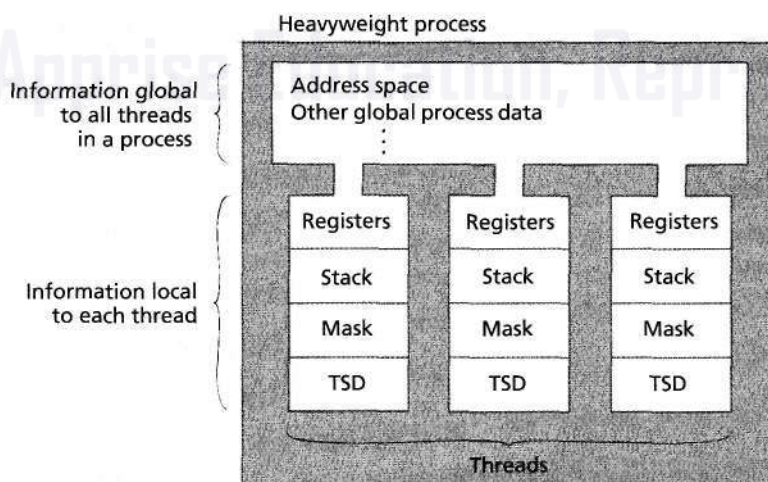 Heavyweight process
Information global
to all threads
in a process
Address space
Other global process data
Registers
Registers
Registers
Information local
to each thread
Stack
Stack
Stack
Mask
Mask
Mask
TSD
TSD
TSD
Threads